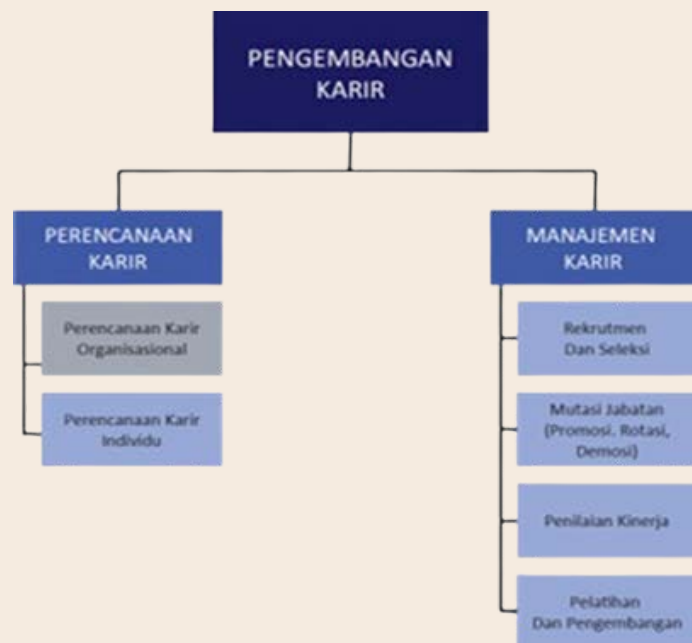 PENGEMBANGAN
KARIR
PERENCANAAN
KARIR
Perencanaan Karir
Organisasional
Perencanaan Karir
Individu
MANAJEMEN
KARIR
Rekrutmen
Dan Seleksi
Mutasi Jabatan
(Promosi. Rotasi,
Demosi)
Penilaian Kinerja
Pelatihan
Dan Pengembangan